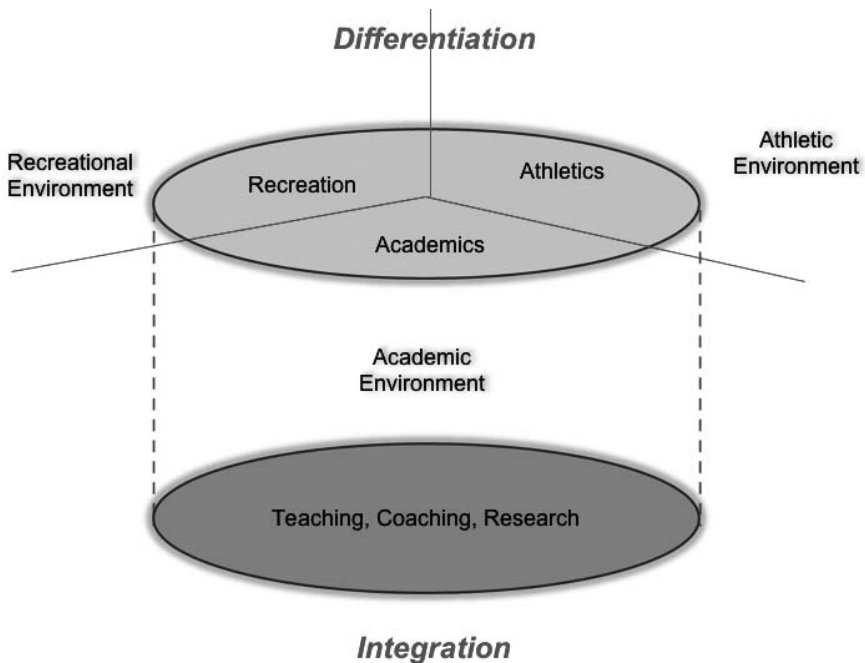 Differentiation
Recreational
Environment
Athletic
Environment
Recreation
Athletics
Academics
Academic
Environment
Teaching, Coaching, Research
Integration